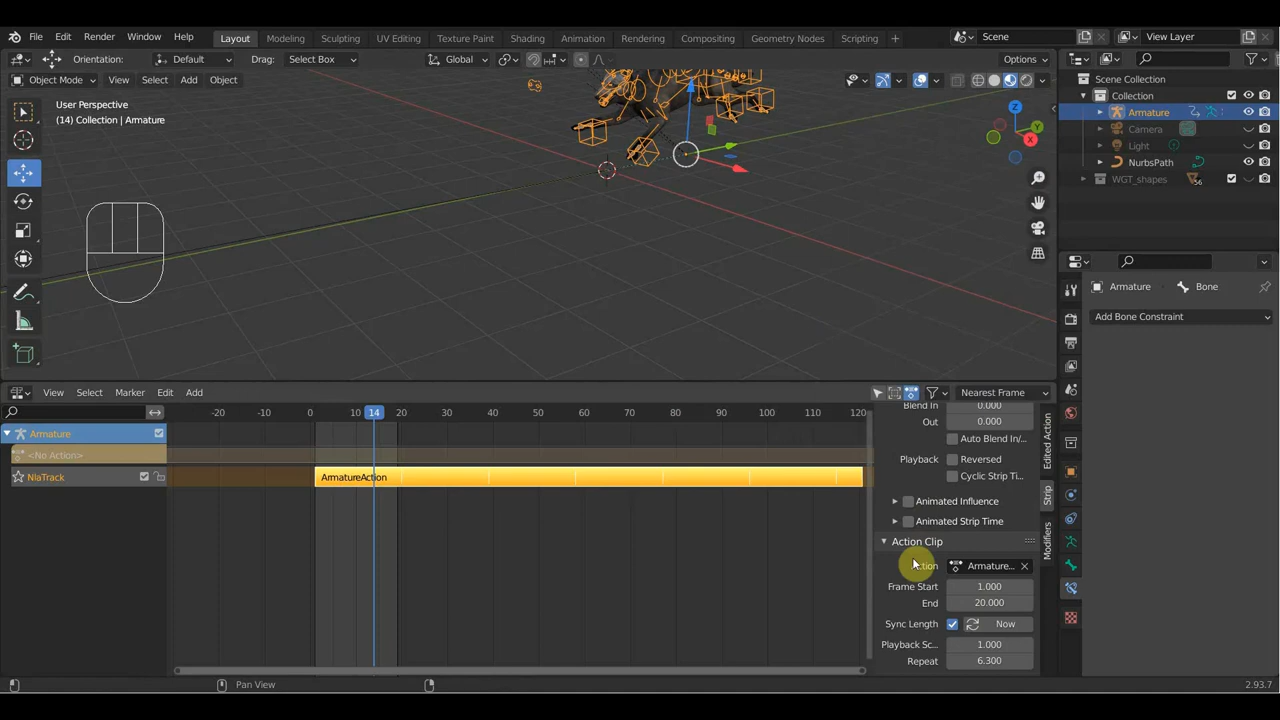 File Edit Render Window Help Layout Modeling Sculpting UV Editing Texture Paint Shading Animation Rendering Compositing Geometry Nodes Scripting + Scene View Layer
Orientation: Default Drag: Select Box Global Options
Object Mode View Select Add Object
User Perspective
(14) Collection | Armature
Z
Y
X
Scene Collection
Collection
Armature
Camera
Light
NurbsPath
WGT_shapes 56
Armature Bone
Add Bone Constraint
View Select Marker Edit Add Nearest Frame
-20 -10 0 10 14 20 30 40 50 60 70 80 90 100 110 120
Armature
<No Action>
NlaTrack
ArmatureAction
Blend In 0.000
Out 0.000
Auto Blend In/...
Playback Reversed
Cyclic Strip Ti...
Animated Influence
Animated Strip Time
Action Clip
Action Armature...
Frame Start 1.000
End 20.000
Sync Length Now
Playback Sc... 1.000
Repeat 6.300
Edited Action
Strip
Modifiers
Pan View 2.93.7